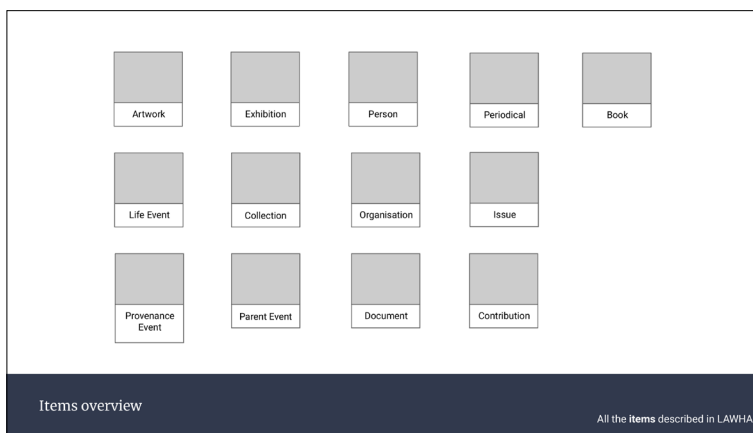 Artwork
Exhibition
Person
Periodical
Book
Life Event
Collection
Organisation
Issue
Provenance
Event
Parent Event
Document
Contribution
Items overview
All the items described in LAWHA